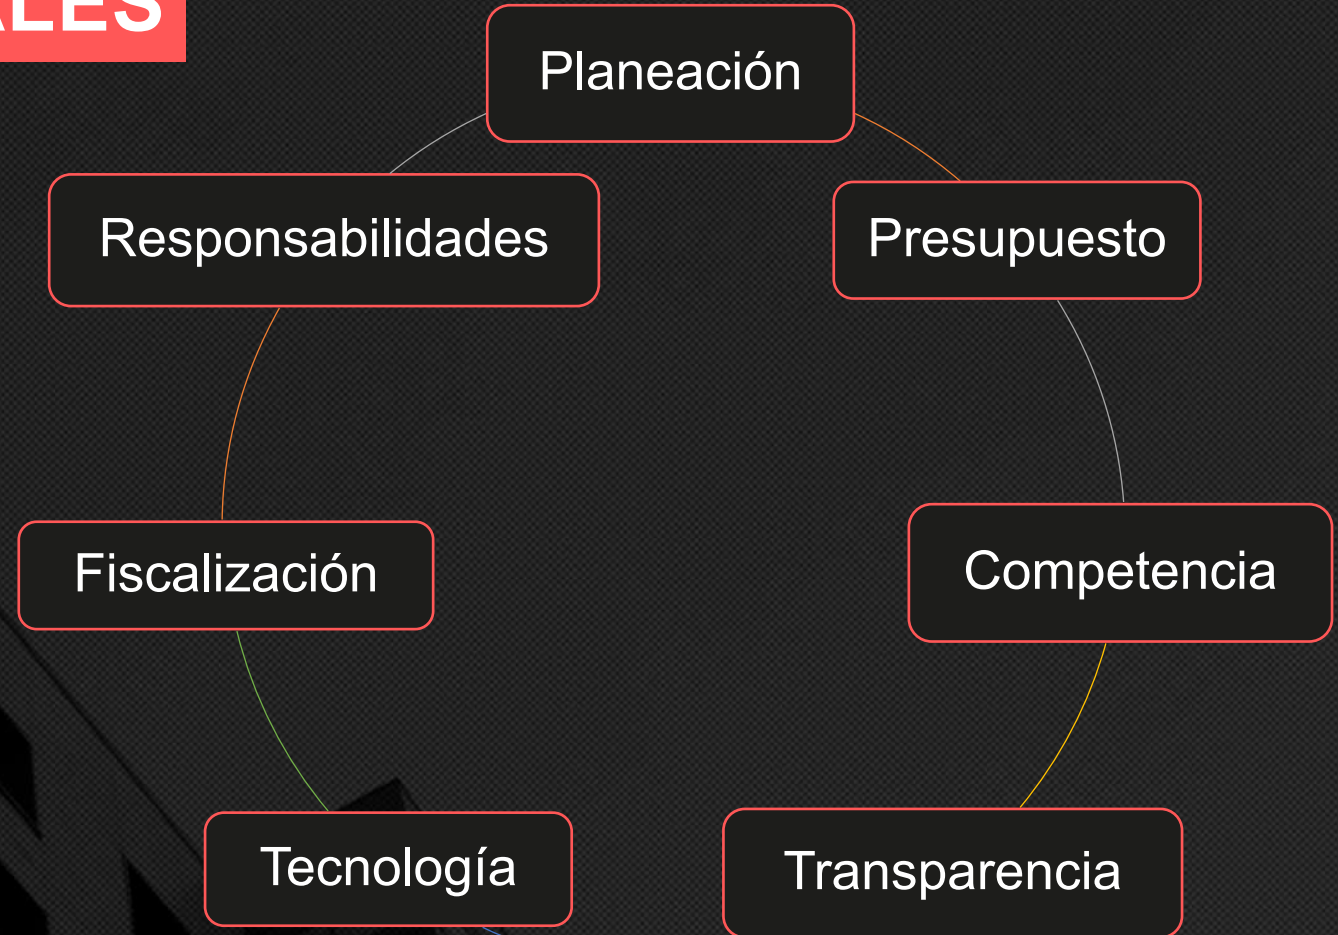 Planeación
Responsabilidades
Presupuesto
Fiscalización
Competencia
Tecnología
Transparencia